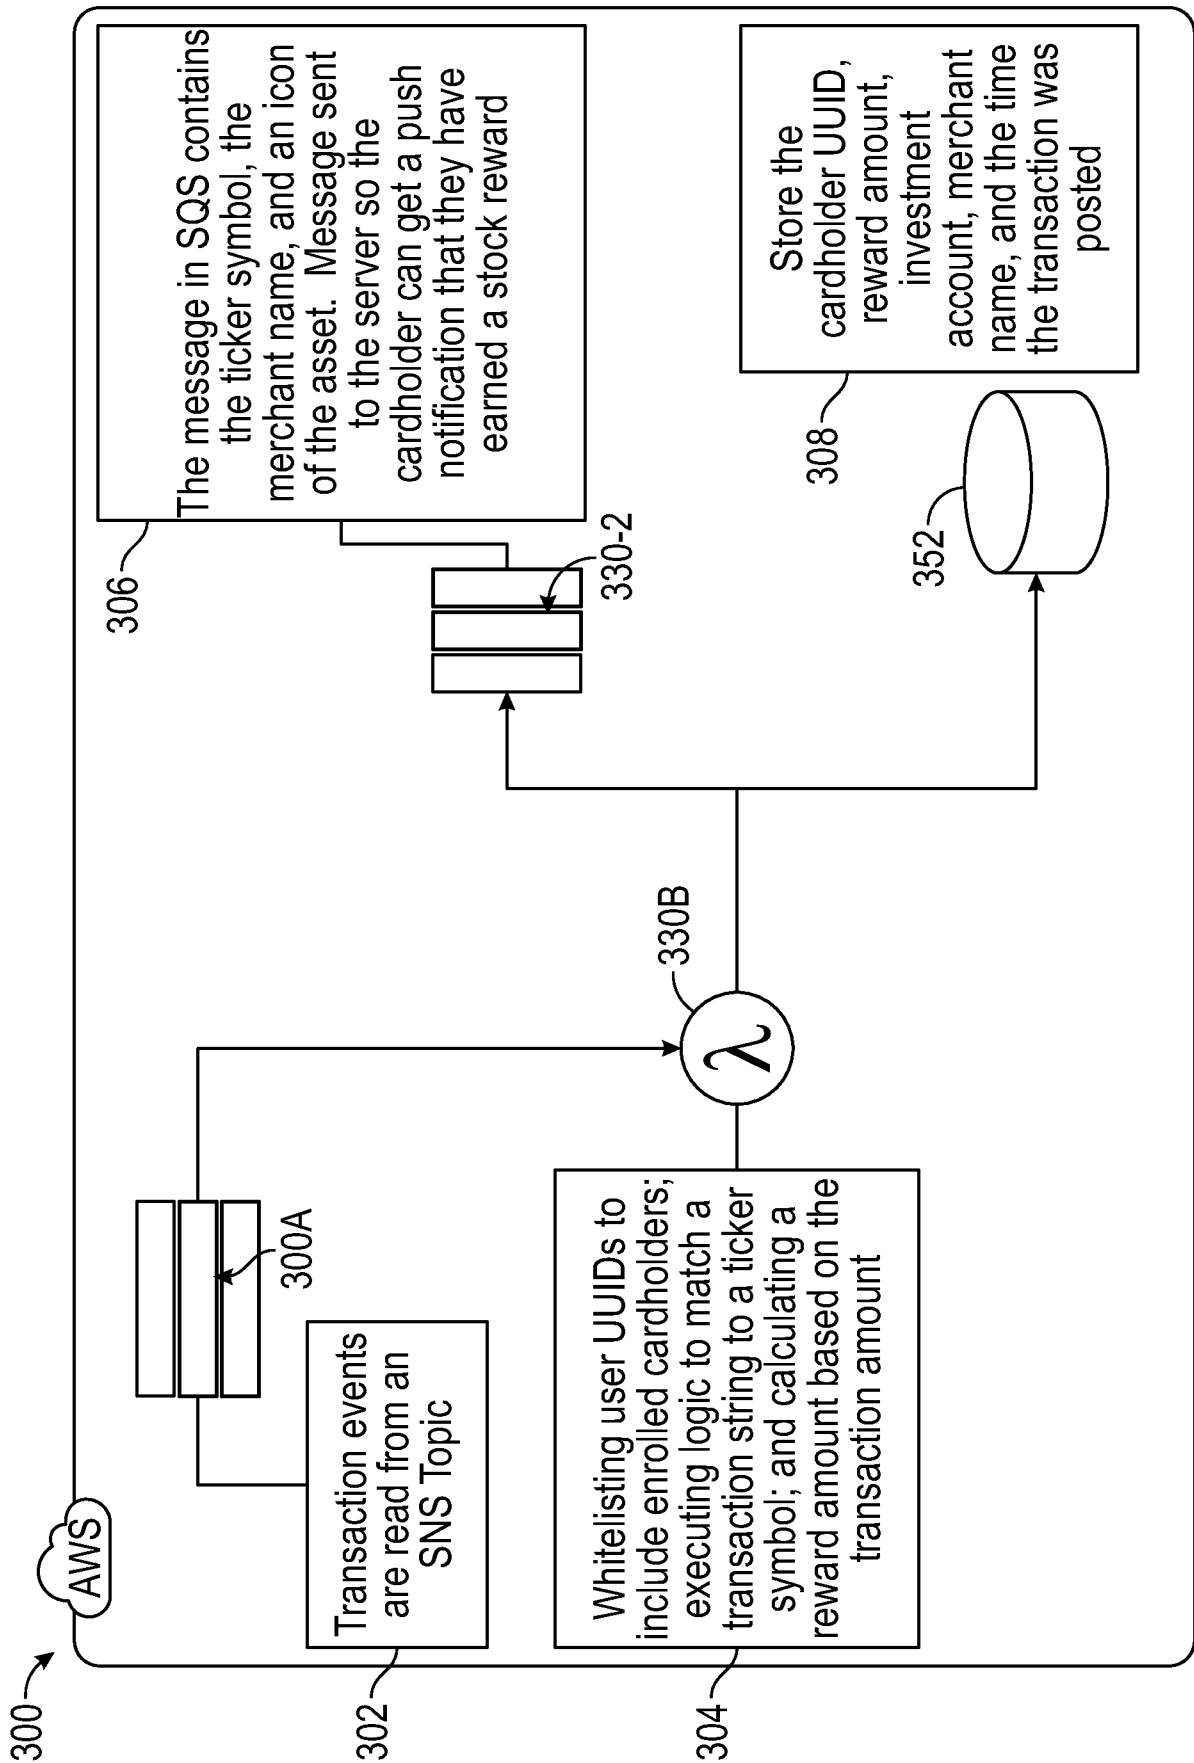 300
AWS
302
Transaction events
are read from an
SNS Topic
300A
304
Whitelisting user UUIDs to
include enrolled cardholders;
executing logic to match a
transaction string to a ticker
symbol; and calculating a
reward amount based on the
transaction amount
λ
330B
306
The message in SQS contains
the ticker symbol, the
merchant name, and an icon
of the asset. Message sent
to the server so the
cardholder can get a push
notification that they have
earned a stock reward
330-2
308
Store the
cardholder UUID,
reward amount,
investment
account, merchant
name, and the time
the transaction was
posted
352